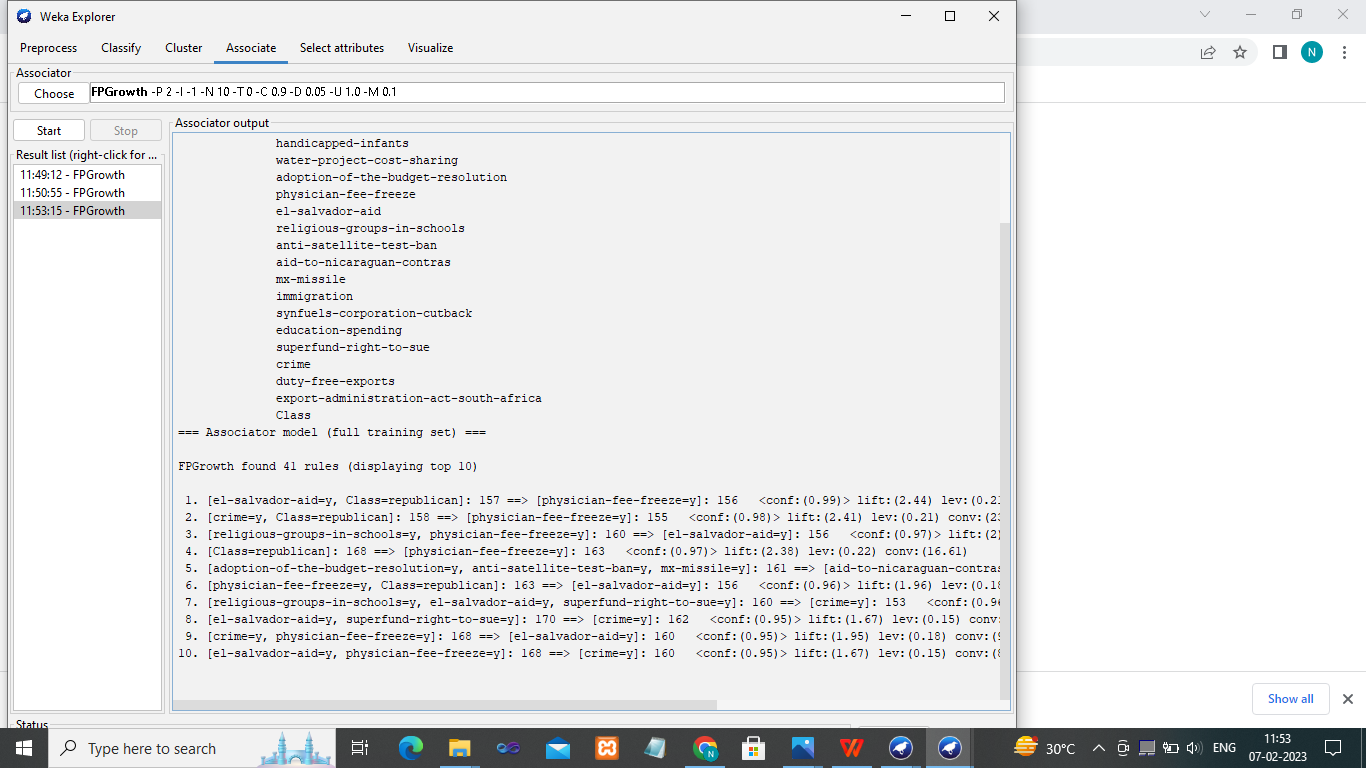 Weka Explorer
Preprocess Classify Cluster Associate Select attributes Visualize
Associator
Choose FPGrowth -P 2 -I -1 -N 10 -T 0 -C 0.9 -D 0.05 -U 1.0 -M 0.1
Start Stop
Associator output
Result list (right-click for ...
11:49:12 - FPGrowth
11:50:55 - FPGrowth
11:53:15 - FPGrowth
handicapped-infants
water-project-cost-sharing
adoption-of-the-budget-resolution
physician-fee-freeze
el-salvador-aid
religious-groups-in-schools
anti-satellite-test-ban
aid-to-nicaraguan-contras
mx-missile
immigration
synfuels-corporation-cutback
education-spending
superfund-right-to-sue
crime
duty-free-exports
export-administration-act-south-africa
Class
=== Associator model (full training set) ===
FPGrowth found 41 rules (displaying top 10)
1. [el-salvador-aid=y, Class=republican]: 157 ==> [physician-fee-freeze=y]: 156 <conf:(0.99)> lift:(2.44) lev:(0.21
2. [crime=y, Class=republican]: 158 ==> [physician-fee-freeze=y]: 155 <conf:(0.98)> lift:(2.41) lev:(0.21) conv:(23
3. [religious-groups-in-schools=y, physician-fee-freeze=y]: 160 ==> [el-salvador-aid=y]: 156 <conf:(0.97)> lift:(2)
4. [Class=republican]: 168 ==> [physician-fee-freeze=y]: 163 <conf:(0.97)> lift:(2.38) lev:(0.22) conv:(16.61)
5. [adoption-of-the-budget-resolution=y, anti-satellite-test-ban=y, mx-missile=y]: 161 ==> [aid-to-nicaraguan-contras
6. [physician-fee-freeze=y, Class=republican]: 163 ==> [el-salvador-aid=y]: 156 <conf:(0.96)> lift:(1.96) lev:(0.18
7. [religious-groups-in-schools=y, el-salvador-aid=y, superfund-right-to-sue=y]: 160 ==> [crime=y]: 153 <conf:(0.96
8. [el-salvador-aid=y, superfund-right-to-sue=y]: 170 ==> [crime=y]: 162 <conf:(0.95)> lift:(1.67) lev:(0.15) conv:(
9. [crime=y, physician-fee-freeze=y]: 168 ==> [el-salvador-aid=y]: 160 <conf:(0.95)> lift:(1.95) lev:(0.18) conv:(
10. [el-salvador-aid=y, physician-fee-freeze=y]: 168 ==> [crime=y]: 160 <conf:(0.95)> lift:(1.67) lev:(0.15) conv:(
Status
N
Show all
Type here to search
30°C ENG 11:53
07-02-2023